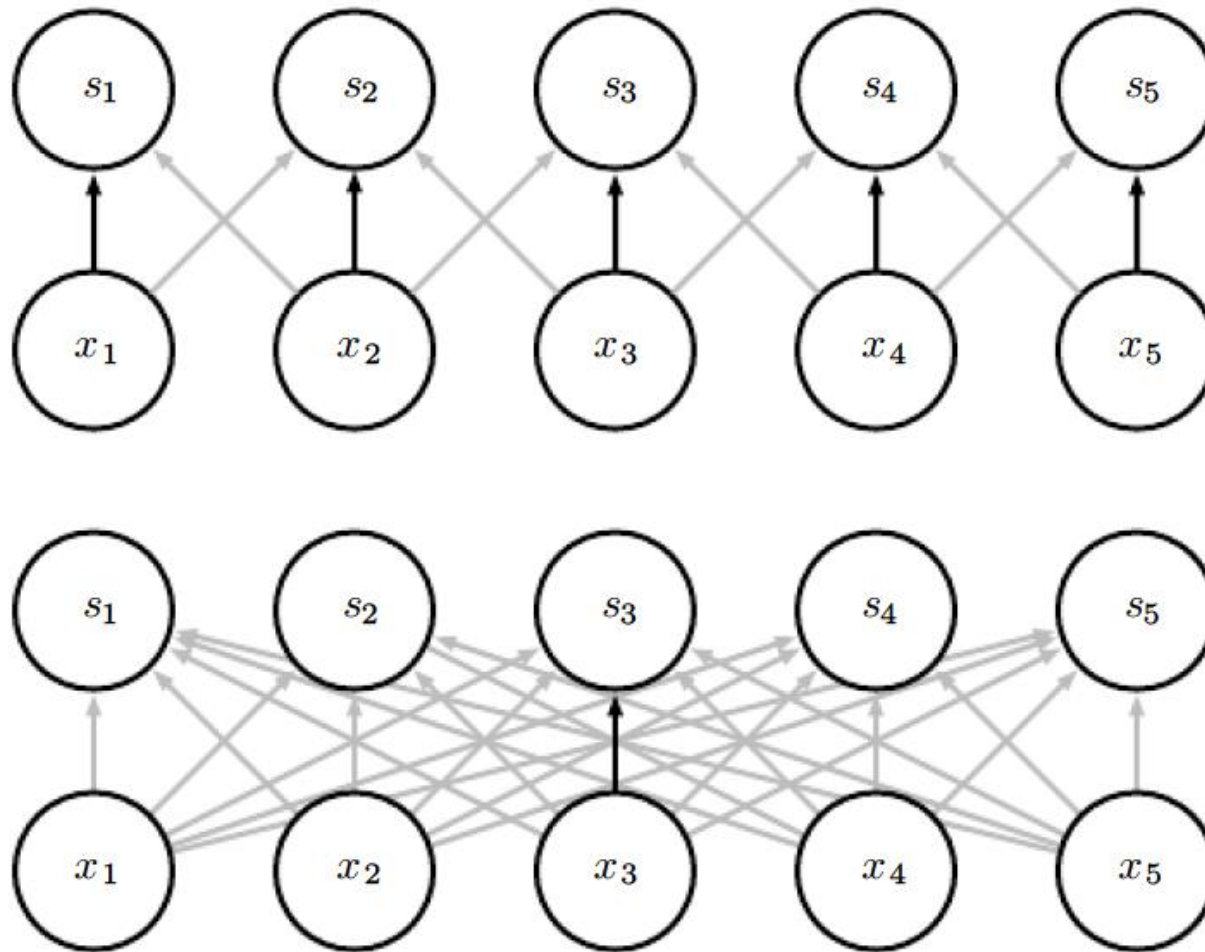 s₁ s₂ s₃ s₄ s₅
x₁ x₂ x₃ x₄ x₅
s₁ s₂ s₃ s₄ s₅
x₁ x₂ x₃ x₄ x₅